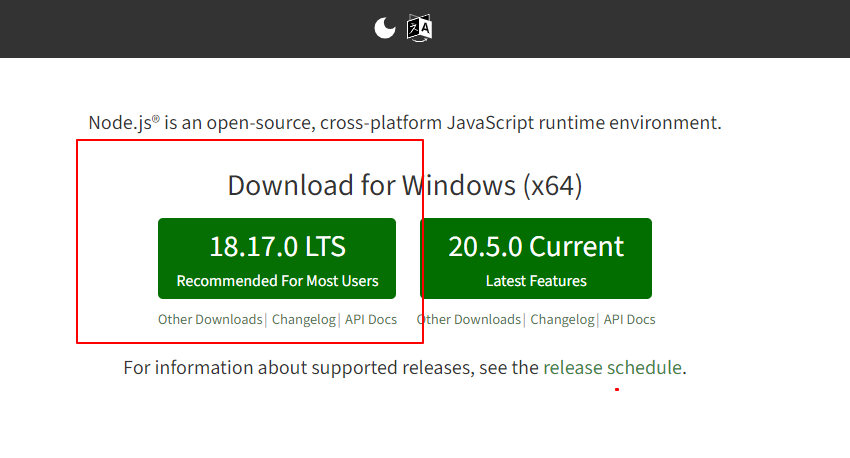 Node.js® is an open-source, cross-platform JavaScript runtime environment.
Download for Windows (x64)
18.17.0 LTS
Recommended For Most Users
20.5.0 Current
Latest Features
Other Downloads | Changelog | API Docs
Other Downloads | Changelog | API Docs
For information about supported releases, see the release schedule.